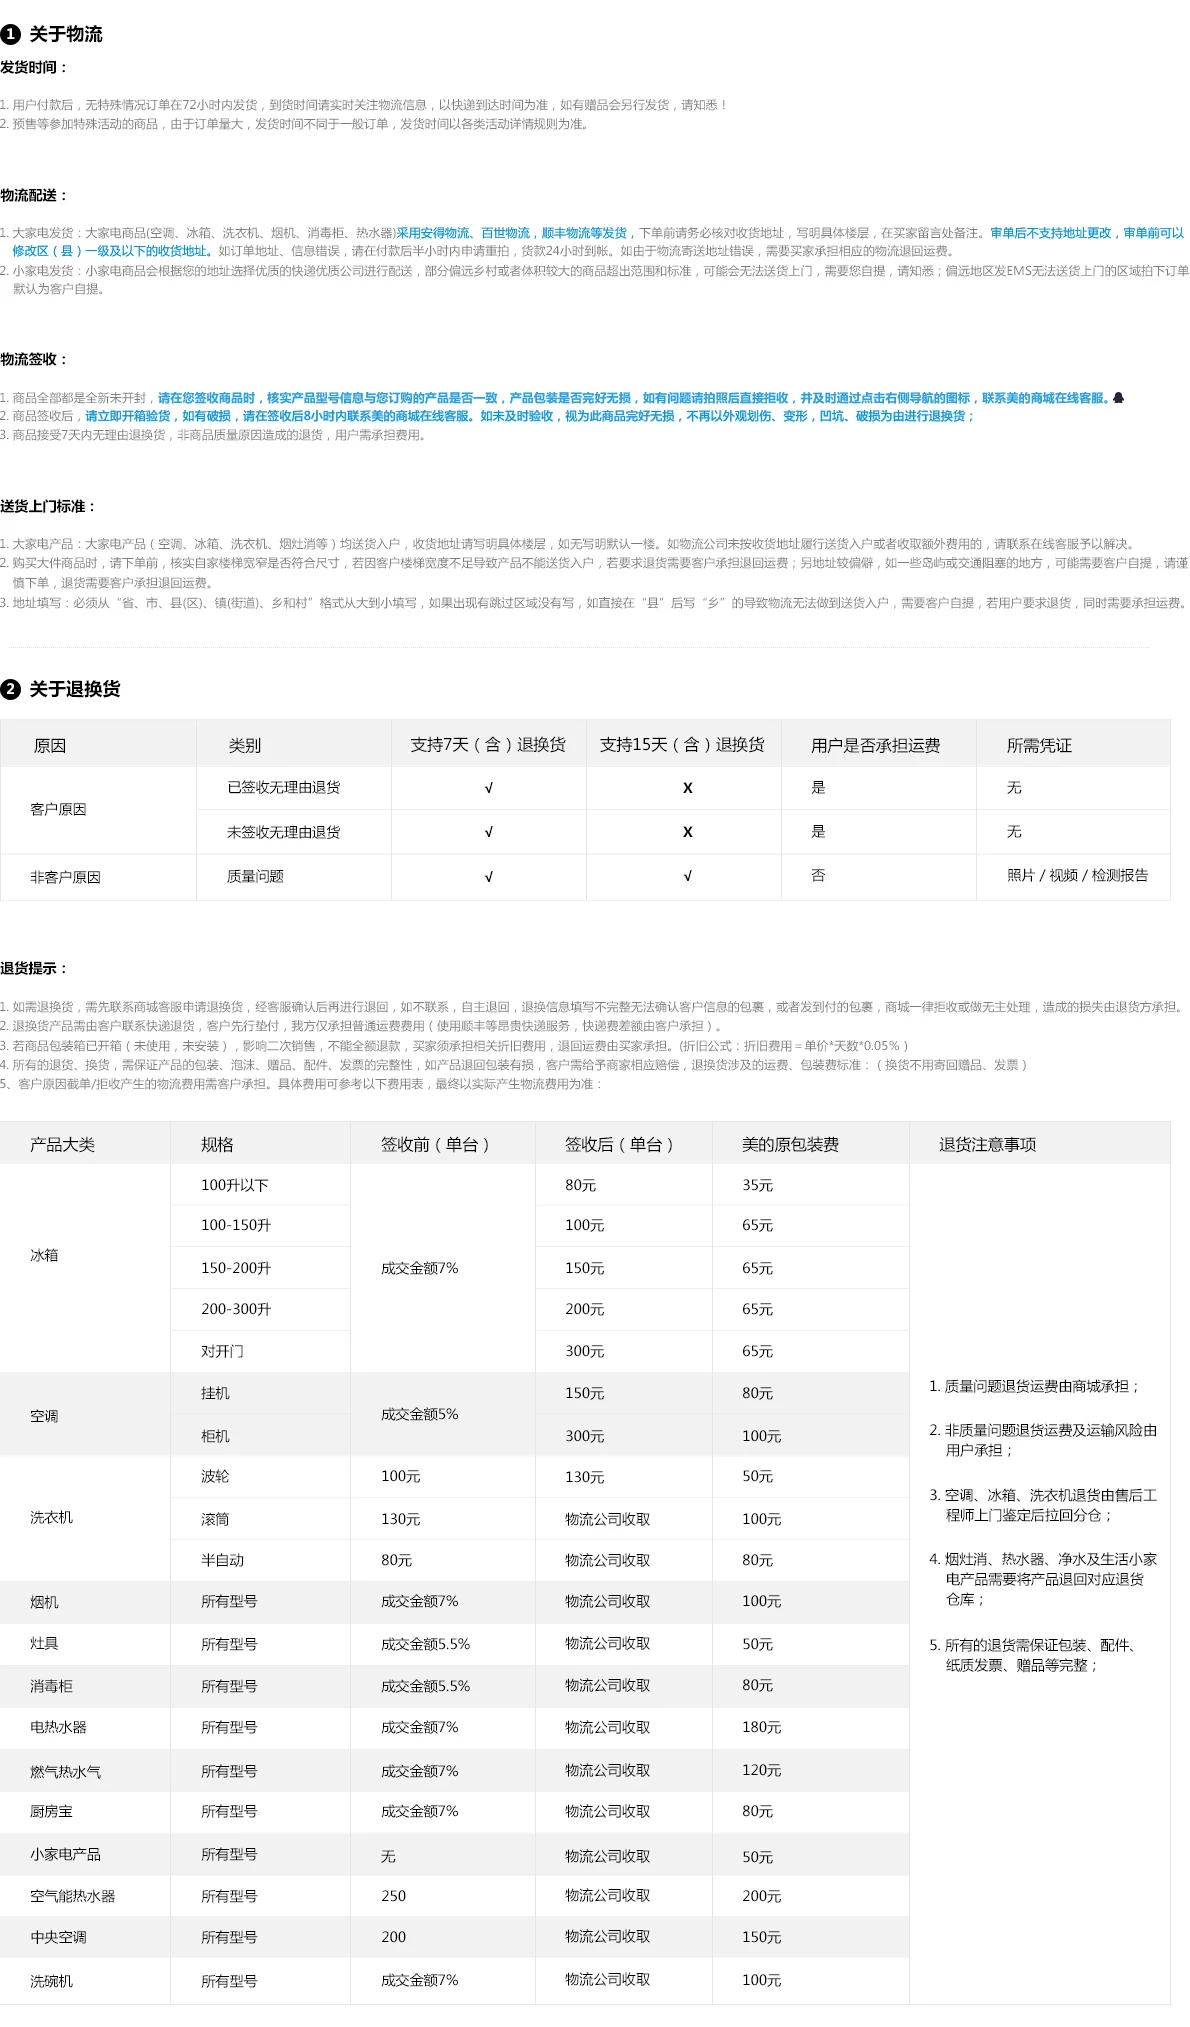 1 关于物流
发货时间：
1. 用户付款后，无特殊情况订单在72小时内发货，到货时间请实时关注物流信息，以快递到达时间为准，如有赠品会另行发货，请知悉！
2. 预售等参加特殊活动的商品，由于订单量大，发货时间不同于一般订单，发货时间以各类活动详情规则为准。
物流配送：
1. 大家电发货：大家电商品(空调、冰箱、洗衣机、烟机、消毒柜、热水器)采用安得物流、百世物流，顺丰物流等发货，下单前请务必核对收货地址，写明具体楼层，在买家留言处备注。审单后不支持地址更改，审单前可以
修改区（县）一级及以下的收货地址。如订单地址、信息错误，请在付款后半小时内申请重拍，货款24小时到帐。如由于物流寄送地址错误，需要买家承担相应的物流退回运费。
2. 小家电发货：小家电商品会根据您的地址选择优质的快递优质公司进行配送，部分偏远乡村或者体积较大的商品超出范围和标准，可能会无法送货上门，需要您自提，请知悉；偏远地区发EMS无法送货上门的区域拍下订单
默认为客户自提。
物流签收：
1. 商品全部都是全新未开封，请在您签收商品时，核实产品型号信息与您订购的产品是否一致，产品包装是否完好无损，如有问题请拍照后直接拒收，并及时通过点击右侧导航的图标，联系美的商城在线客服。
2. 商品签收后，请立即开箱验货，如有破损，请在签收后8小时内联系美的商城在线客服。如未及时验收，视为此商品完好无损，不再以外观划伤、变形，凹坑、破损为由进行退换货；
3. 商品接受7天内无理由退换货，非商品质量原因造成的退货，用户需承担费用。
送货上门标准：
1. 大家电产品：大家电产品（空调、冰箱、洗衣机、烟灶消等）均送货入户，收货地址请写明具体楼层，如无写明默认一楼。如物流公司未按收货地址履行送货入户或者收取额外费用的，请联系在线客服予以解决。
2. 购买大件商品时，请下单前，核实自家楼梯宽窄是否符合尺寸，若因客户楼梯宽度不足导致产品不能送货入户，若要求退货需要客户承担退回运费；另地址较偏僻，如一些岛屿或交通阻塞的地方，可能需要客户自提，请谨
慎下单，退货需要客户承担退回运费。
3. 地址填写：必须从“省、市、县(区)、镇(街道)、乡和村”格式从大到小填写，如果出现有跳过区域没有写，如直接在“县”后写“乡”的导致物流无法做到送货入户，需要客户自提，若用户要求退货，同时需要承担运费。
2 关于退换货
原因 类别 支持7天（含）退换货 支持15天（含）退换货 用户是否承担运费 所需凭证
客户原因 已签收无理由退货 √ X 是 无
未签收无理由退货 √ X 是 无
非客户原因 质量问题 √ √ 否 照片 / 视频 / 检测报告
退货提示：
1. 如需退换货，需先联系商城客服申请退换货，经客服确认后再进行退回，如不联系，自主退回，退换信息填写不完整无法确认客户信息的包裹，或者发到付的包裹，商城一律拒收或做无主处理，造成的损失由退货方承担。
2. 退换货产品需由客户联系快递退货，客户先行垫付，我方仅承担普通运费费用（使用顺丰等昂贵快递服务，快递费差额由客户承担）。
3. 若商品包装箱已开箱（未使用，未安装），影响二次销售，不能全额退款，买家须承担相关折旧费用，退回运费由买家承担。(折旧公式：折旧费用＝单价*天数*0.05%）
4. 所有的退货、换货，需保证产品的包装、泡沫、赠品、配件、发票的完整性，如产品退回包装有损，客户需给予商家相应赔偿，退换货涉及的运费、包装费标准：（换货不用寄回赠品、发票）
5、客户原因截单/拒收产生的物流费用需客户承担。具体费用可参考以下费用表，最终以实际产生物流费用为准：
产品大类 规格 签收前（单台） 签收后（单台） 美的原包装费 退货注意事项
冰箱 100升以下 成交金额7% 80元 35元
100-150升 100元 65元
150-200升 150元 65元
200-300升 200元 65元
对开门 300元 65元
空调 挂机 成交金额5% 150元 80元
柜机 300元 100元
洗衣机 波轮 100元 130元 50元
滚筒 130元 物流公司收取 100元
半自动 80元 物流公司收取 80元
烟机 所有型号 成交金额7% 物流公司收取 100元
灶具 所有型号 成交金额5.5% 物流公司收取 50元
消毒柜 所有型号 成交金额5.5% 物流公司收取 80元
电热水器 所有型号 成交金额7% 物流公司收取 180元
燃气热水气 所有型号 成交金额7% 物流公司收取 120元
厨房宝 所有型号 成交金额7% 物流公司收取 80元
小家电产品 所有型号 无 物流公司收取 50元
空气能热水器 所有型号 250 物流公司收取 200元
中央空调 所有型号 200 物流公司收取 150元
洗碗机 所有型号 成交金额7% 物流公司收取 100元
1. 质量问题退货运费由商城承担；
2. 非质量问题退货运费及运输风险由
用户承担；
3. 空调、冰箱、洗衣机退货由售后工
程师上门鉴定后拉回分仓；
4. 烟灶消、热水器、净水及生活小家
电产品需要将产品退回对应退货
仓库；
5. 所有的退货需保证包装、配件、
纸质发票、赠品等完整；